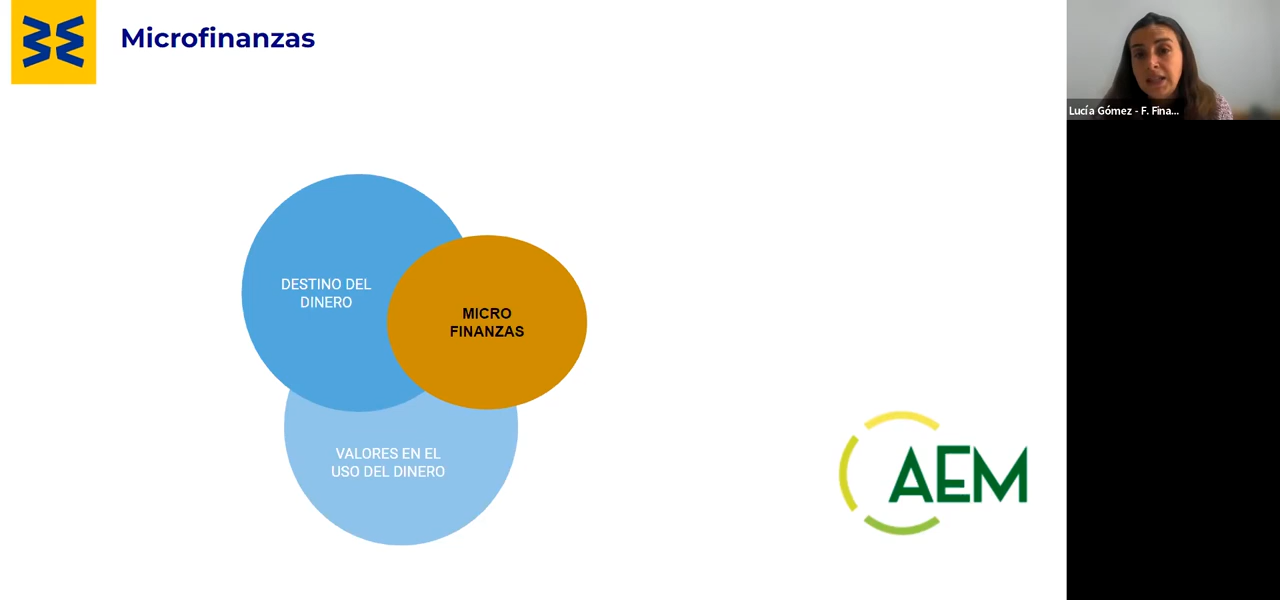 Microfinanzas
Lucía Gómez - F. Fina...
DESTINO DEL
DINERO
MICRO
FINANZAS
VALORES EN EL
USO DEL DINERO
AEM